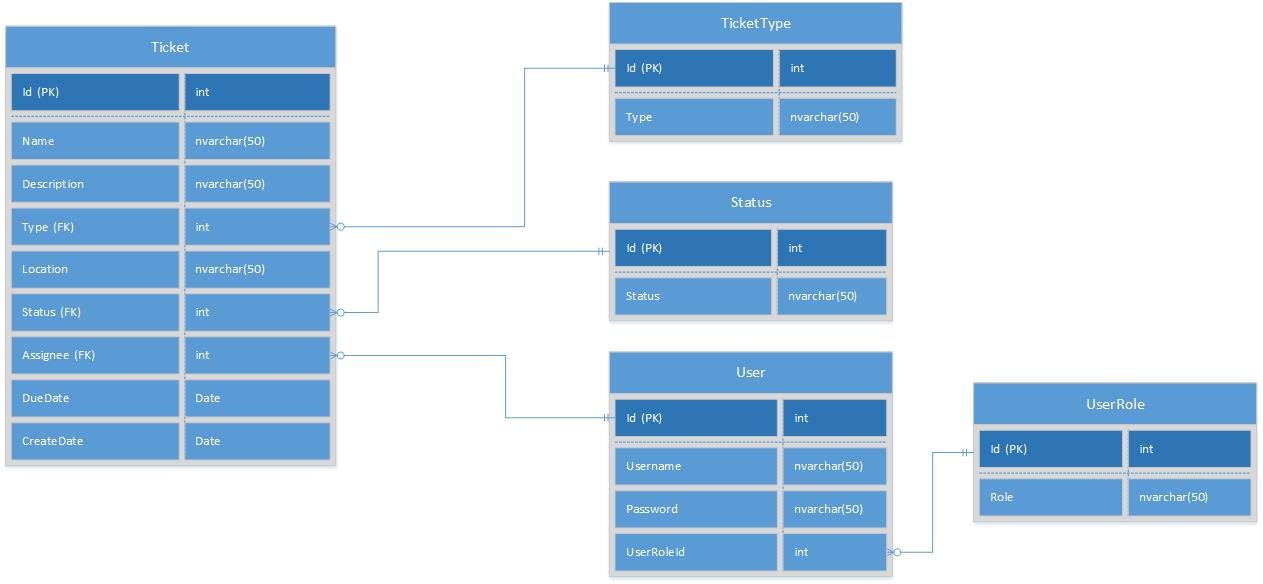 Ticket
Id (PK) int
Name nvarchar(50)
Description nvarchar(50)
Type (FK) int
Location nvarchar(50)
Status (FK) int
Assignee (FK) int
DueDate Date
CreateDate Date
TicketType
Id (PK) int
Type nvarchar(50)
Status
Id (PK) int
Status nvarchar(50)
User
Id (PK) int
Username nvarchar(50)
Password nvarchar(50)
UserRoleId int
UserRole
Id (PK) int
Role nvarchar(50)